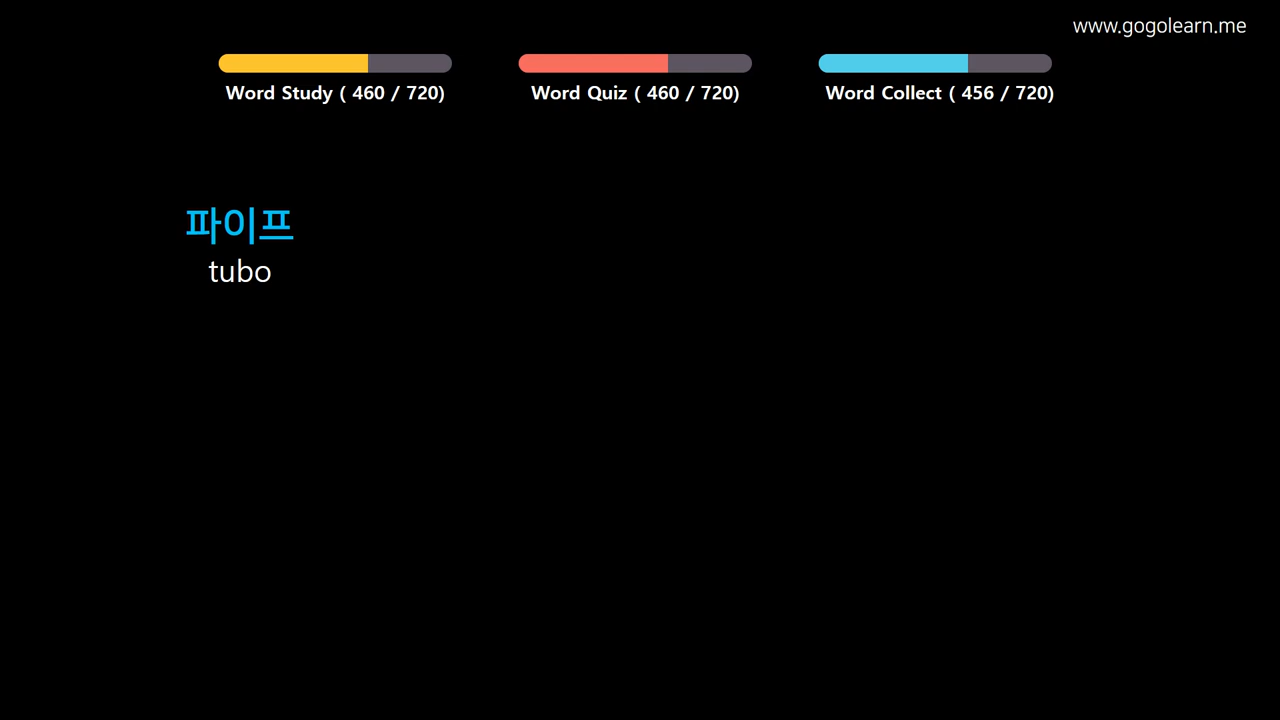 www.gogolearn.me
Word Study ( 460 / 720)
Word Quiz ( 460 / 720)
Word Collect ( 456 / 720)
파이프
tubo